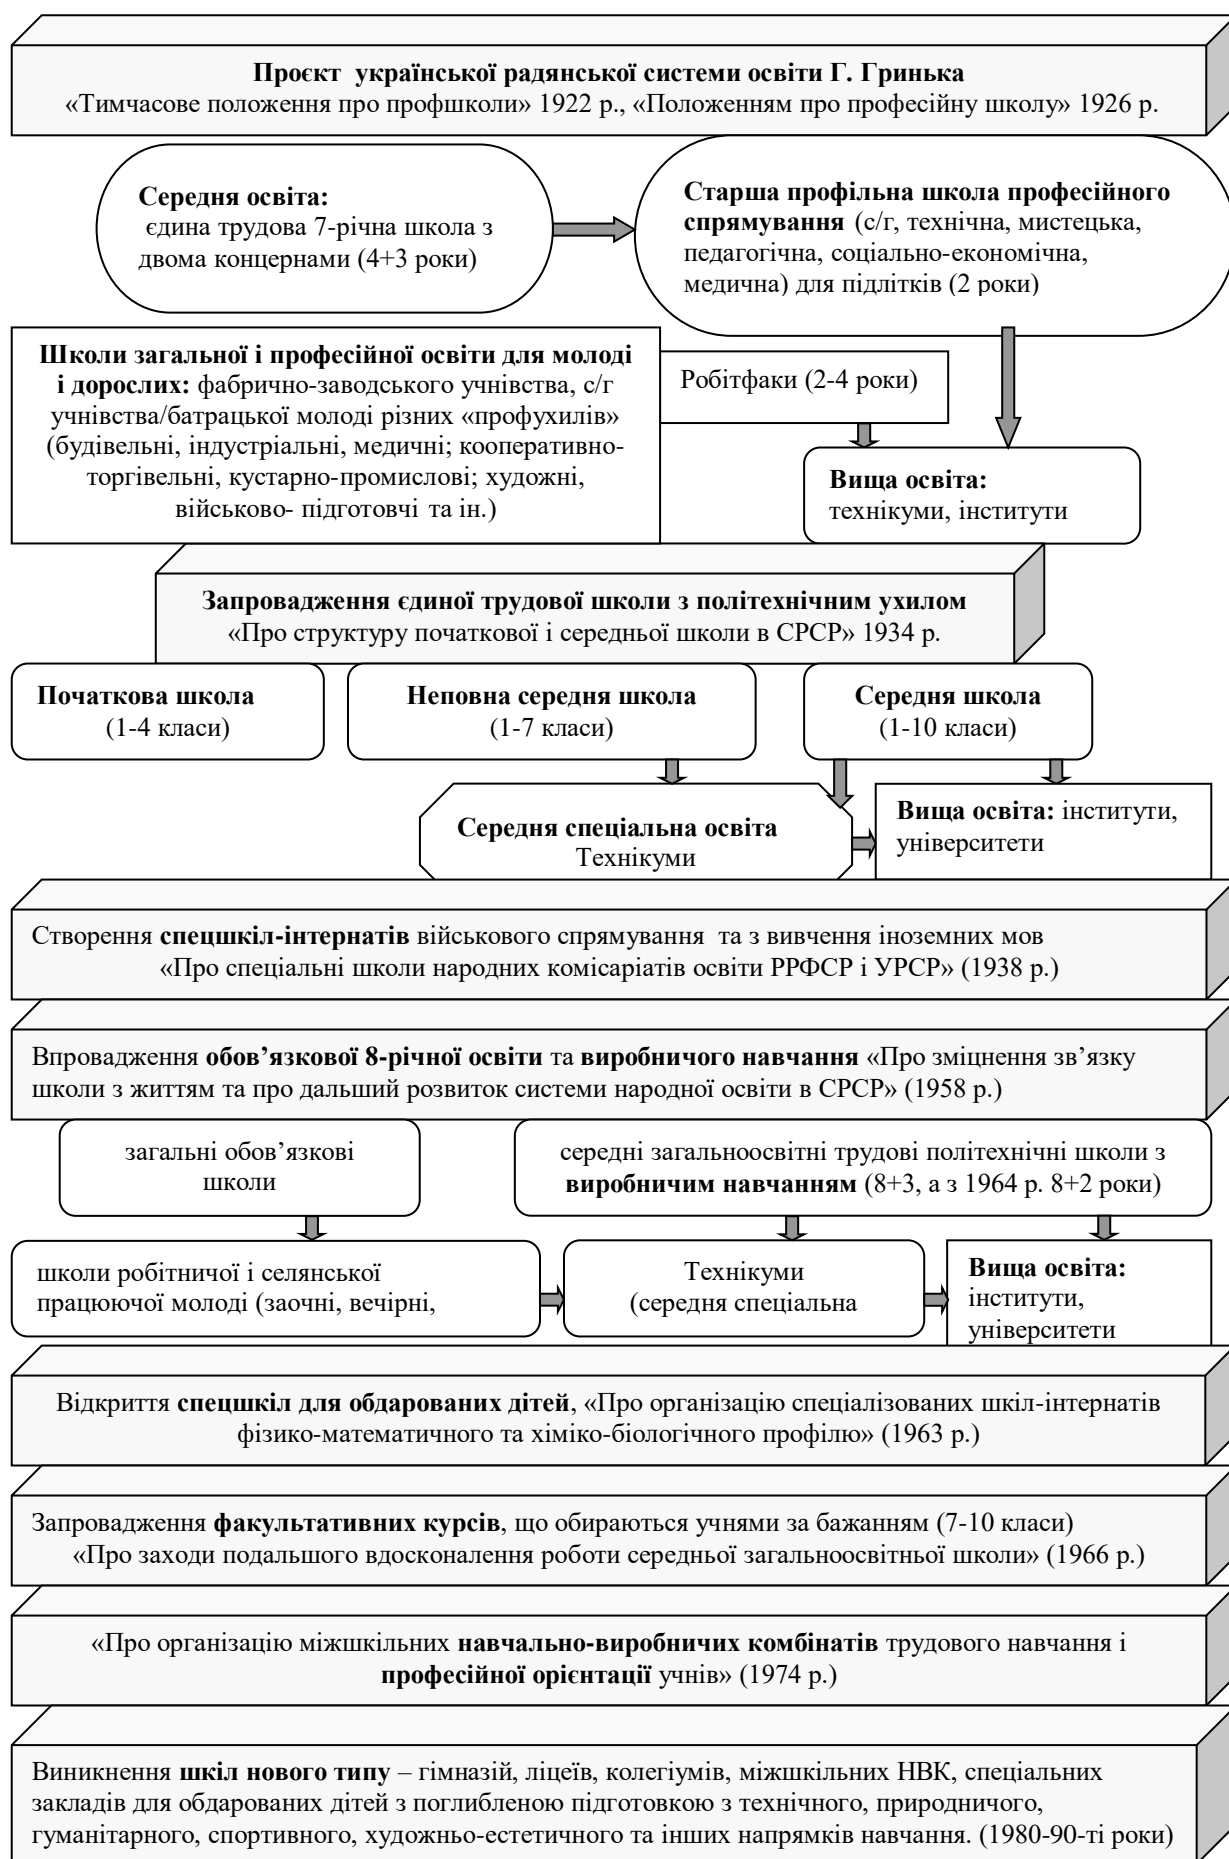 Проєкт української радянської системи освіти Г. Гринька
«Тимчасове положення про профшколи» 1922 р., «Положенням про професійну школу» 1926 р.
Середня освіта:
єдина трудова 7-річна школа з
двома концернами (4+3 роки)
Старша профільна школа професійного
спрямування (с/г, технічна, мистецька,
педагогічна, соціально-економічна,
медична) для підлітків (2 роки)
Школи загальної і професійної освіти для молоді
і дорослих: фабрично-заводського учнівства, с/г
учнівства/батрацької молоді різних «профухилів»
(будівельні, індустріальні, медичні; кооперативно-
торгівельні, кустарно-промислові; художні,
військово- підготовчі та ін.)
Робітфаки (2-4 роки)
Вища освіта:
технікуми, інститути
Запровадження єдиної трудової школи з політехнічним ухилом
«Про структуру початкової і середньої школи в СРСР» 1934 р.
Початкова школа
(1-4 класи)
Неповна середня школа
(1-7 класи)
Середня школа
(1-10 класи)
Середня спеціальна освіта
Технікуми
Вища освіта: інститути,
університети
Створення спецшкіл-інтернатів військового спрямування та з вивчення іноземних мов
«Про спеціальні школи народних комісаріатів освіти РРФСР і УРСР» (1938 р.)
Впровадження обов’язкової 8-річної освіти та виробничого навчання «Про зміцнення зв’язку
школи з життям та про дальший розвиток системи народної освіти в СРСР» (1958 р.)
загальні обов’язкові
школи
середні загальноосвітні трудові політехнічні школи з
виробничим навчанням (8+3, а з 1964 р. 8+2 роки)
школи робітничої і селянської
працюючої молоді (заочні, вечірні,
Технікуми
(середня спеціальна
Вища освіта:
інститути,
університети
Відкриття спецшкіл для обдарованих дітей, «Про організацію спеціалізованих шкіл-інтернатів
фізико-математичного та хіміко-біологічного профілю» (1963 р.)
Запровадження факультативних курсів, що обираються учнями за бажанням (7-10 класи)
«Про заходи подальшого вдосконалення роботи середньої загальноосвітньої школи» (1966 р.)
«Про організацію міжшкільних навчально-виробничих комбінатів трудового навчання і
професійної орієнтації учнів» (1974 р.)
Виникнення шкіл нового типу – гімназій, ліцеїв, колегіумів, міжшкільних НВК, спеціальних
закладів для обдарованих дітей з поглибленою підготовкою з технічного, природничого,
гуманітарного, спортивного, художньо-естетичного та інших напрямків навчання. (1980-90-ті роки)